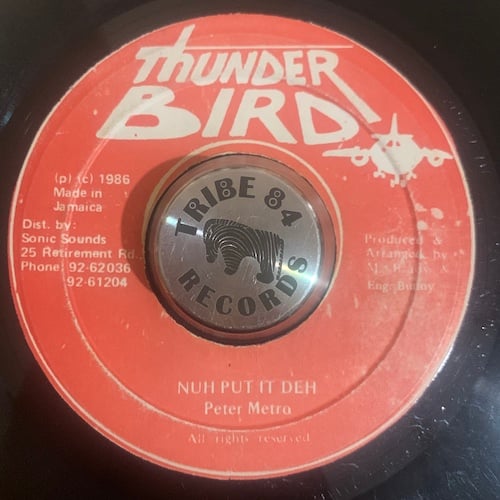 thUNDER
BIRD
(p) (c) 1986
Made in
Jamaica
Dist. by:
Sonic Sounds
25 Retirement Rd.
Phone: 92-62036
92-61204
TRIBE 84
RECORDS
Produced &
Arranged by
&
Eng: Bunny
NUH PUT IT DEH
Peter Metro
All rights reserved